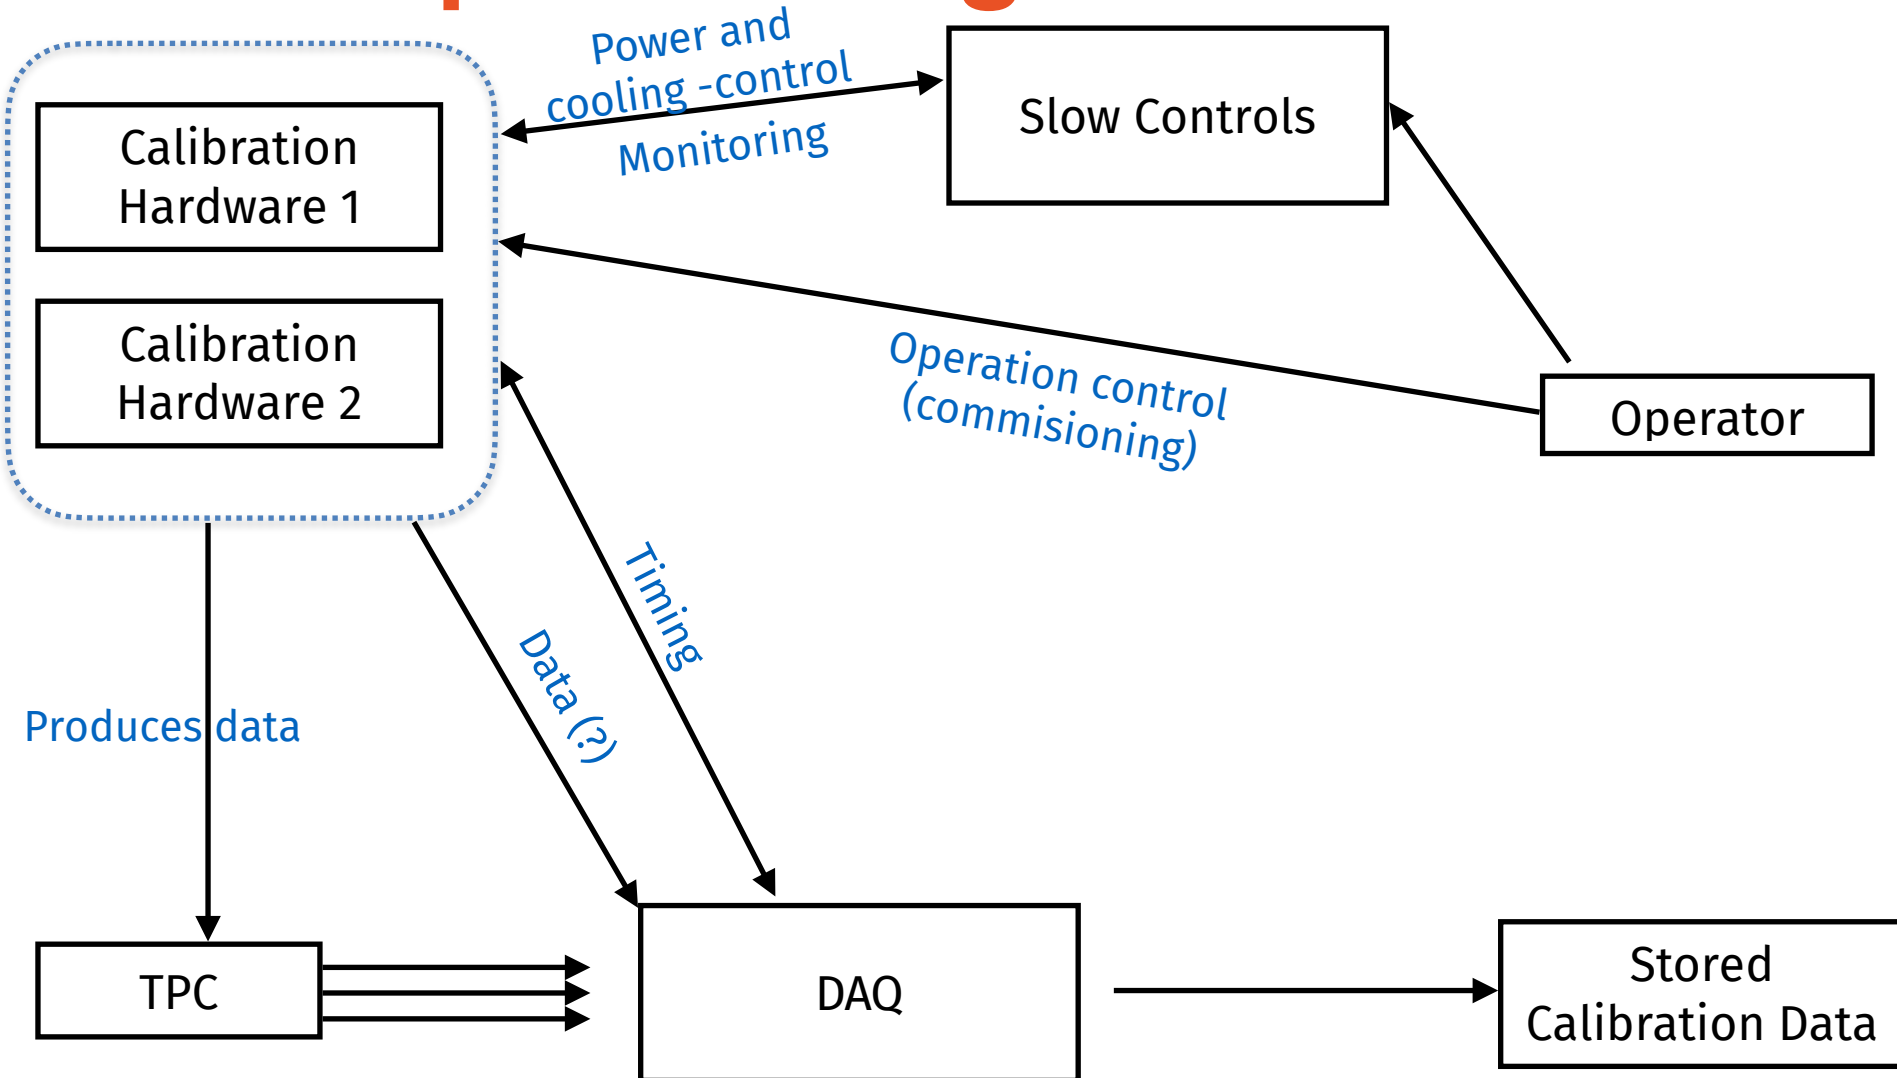 Power and
cooling -control
Monitoring
Slow Controls
Calibration
Hardware 1
Calibration
Hardware 2
Operation control
(commisioning)
Operator
Timing
Data (?)
Produces data
TPC
DAQ
Stored
Calibration Data